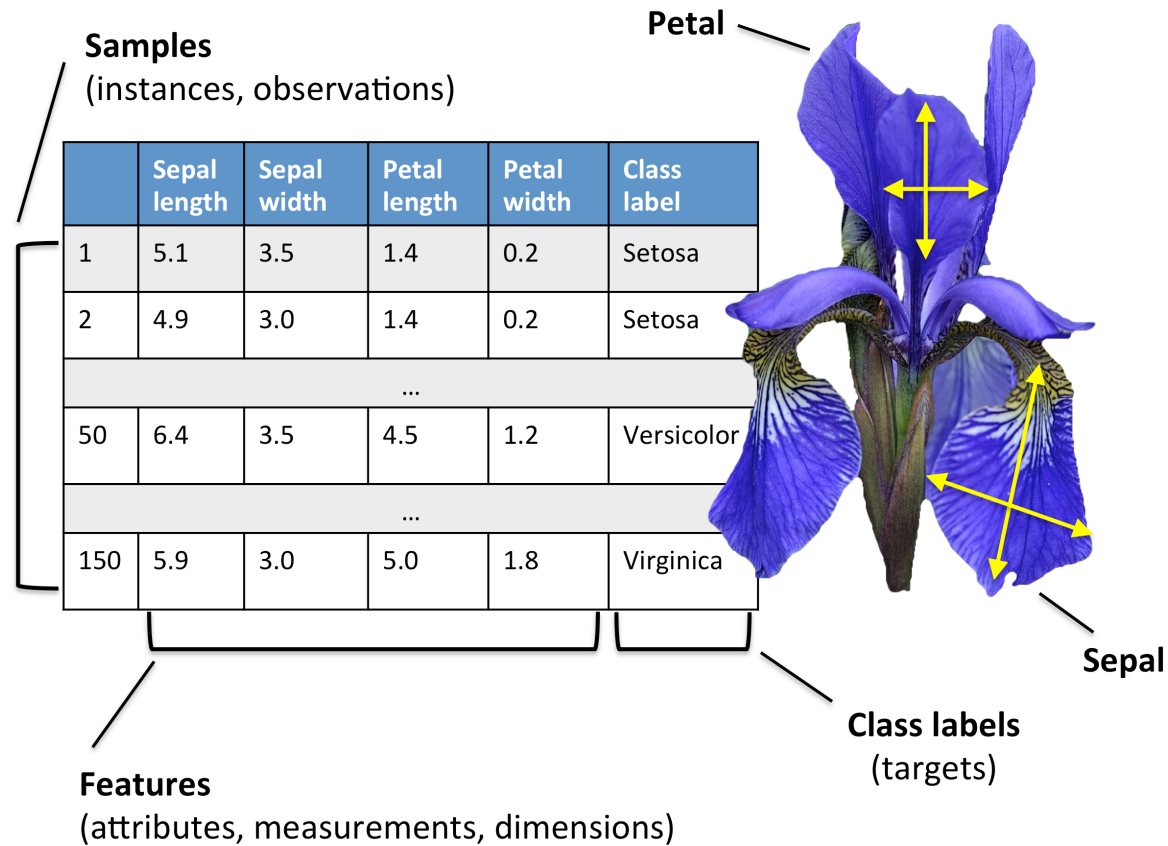 Samples
(instances, observations)
Petal
Sepal length Sepal width Petal length Petal width Class label
1 5.1 3.5 1.4 0.2 Setosa
2 4.9 3.0 1.4 0.2 Setosa
...
50 6.4 3.5 4.5 1.2 Versicolor
...
150 5.9 3.0 5.0 1.8 Virginica
Sepal
Class labels
(targets)
Features
(attributes, measurements, dimensions)